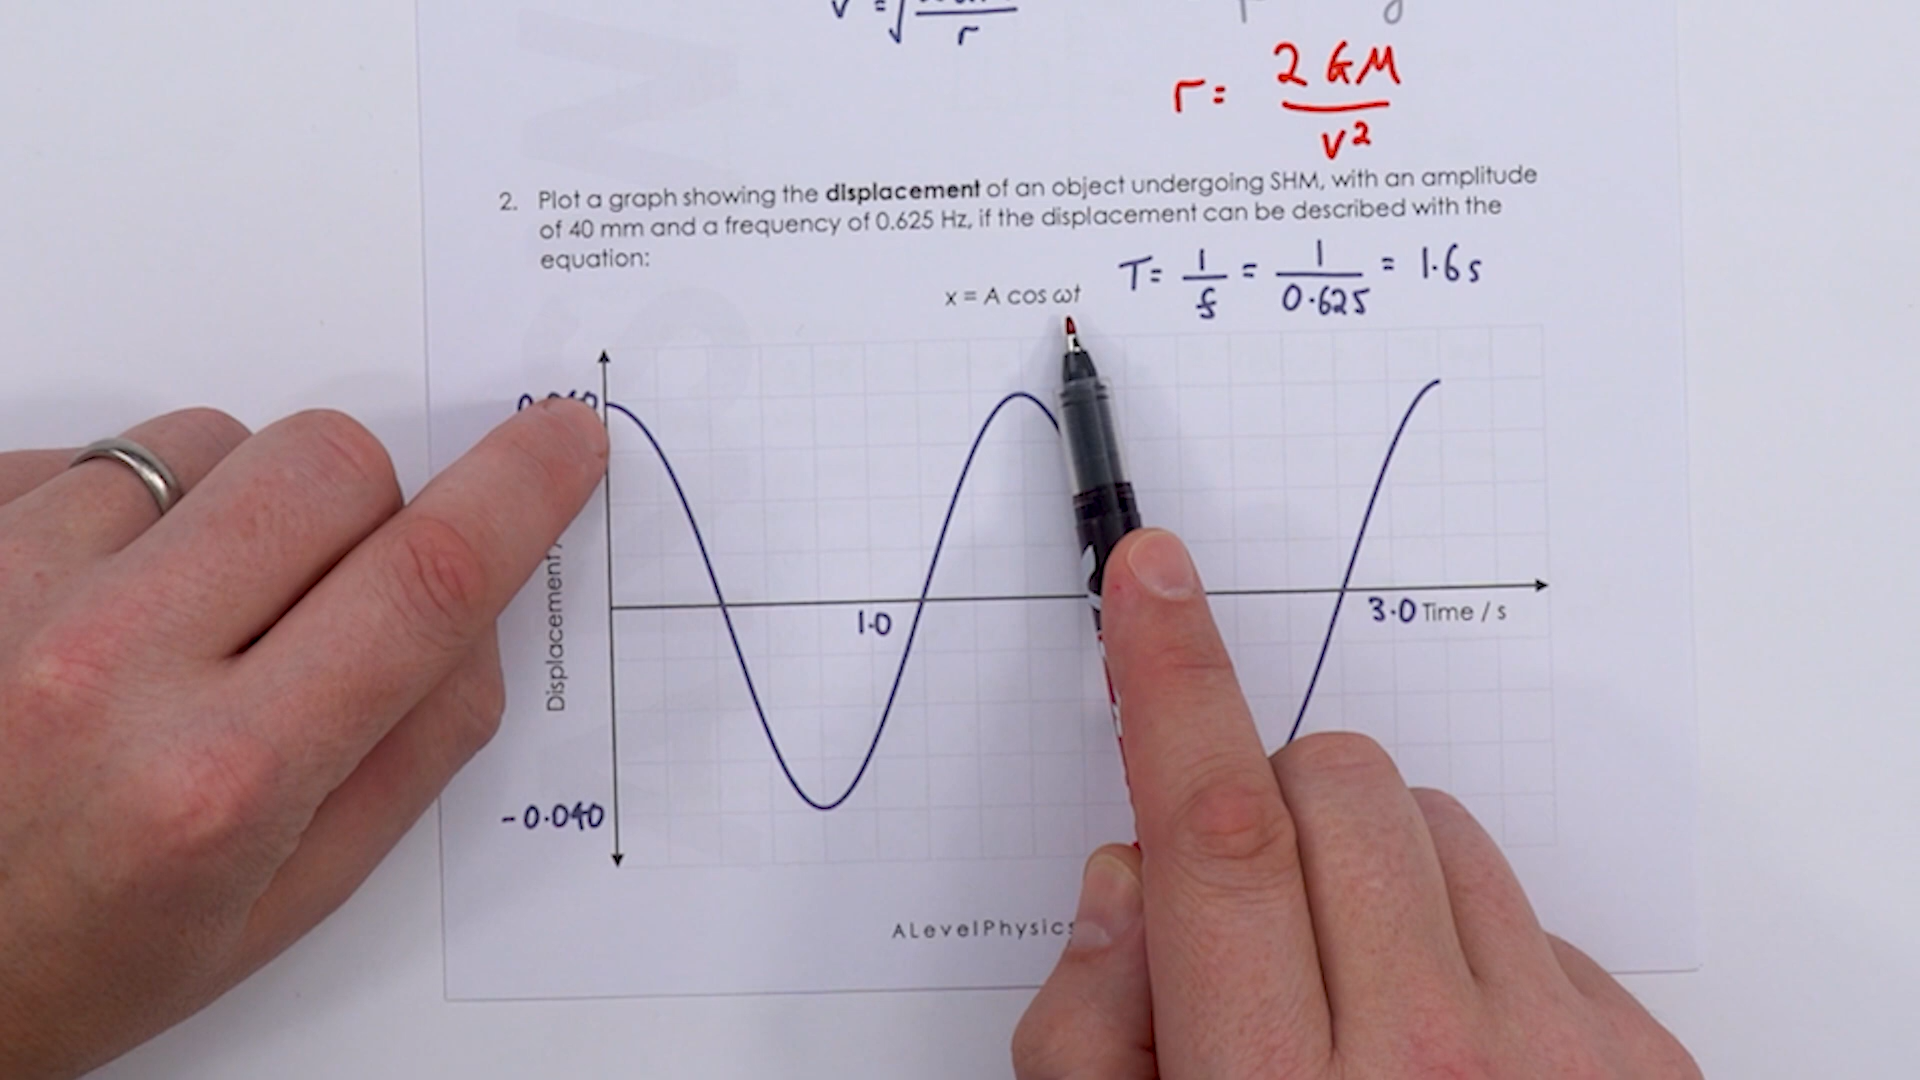 r
r = 2GM / v²
2. Plot a graph showing the displacement of an object undergoing SHM, with an amplitude
of 40 mm and a frequency of 0.625 Hz, if the displacement can be described with the
equation:
x = A cos ωt
T = 1/f = 1/0.625 = 1.6s
Displacement
1.0
3.0 Time / s
-0.040
ALevelPhysics